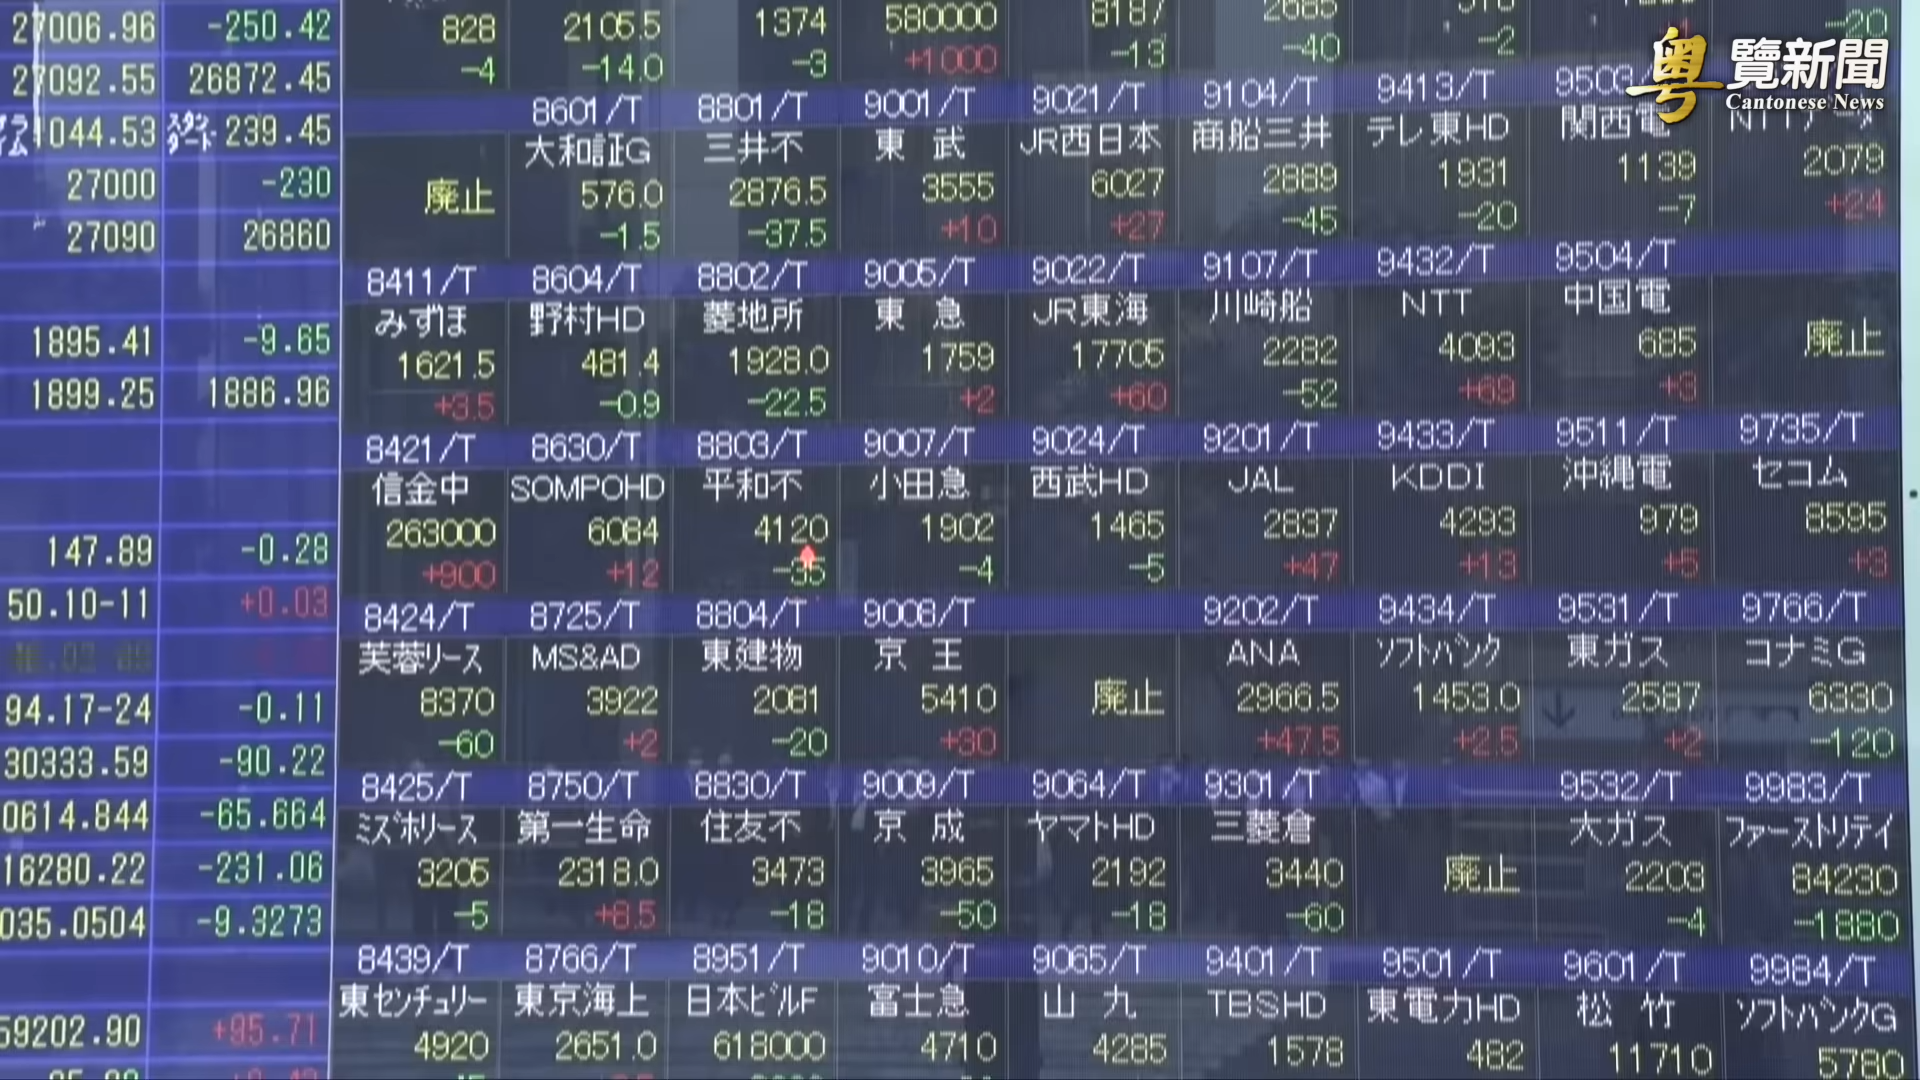 粤覽新聞
Cantonese News
27006.96 -250.42
27092.55 26872.45
1044.53 スタンダード 239.45
27000 -230
27090 26860
1895.41 -9.65
1899.25 1886.96
147.89 -0.28
50.10-11 +0.03
94.17-24 -0.11
30333.59 -90.22
0614.844 -65.664
16280.22 -231.06
035.0504 -9.3273
59202.90 +95.71
828 2105.5 1374 580000 8187 2685
-4 -14.0 -3 +1000 -13 -40 -2 -20
8601/T 8801/T 9001/T 9021/T 9104/T 9413/T 9503/
大和証G 三井不 東 武 JR西日本 商船三井 テレ東HD 関西電 NTTデータ
廃止 576.0 2876.5 3555 6027 2889 1931 1139 2079
-1.5 -37.5 +10 +27 -45 -20 -7 +24
8411/T 8604/T 8802/T 9005/T 9022/T 9107/T 9432/T 9504/T
みずほ 野村HD 菱地所 東 急 JR東海 川崎船 NTT 中国電
1621.5 481.4 1928.0 1759 17705 2282 4093 685 廃止
+3.5 -0.9 -22.5 +2 +60 -52 +69 +3
8421/T 8630/T 8803/T 9007/T 9024/T 9201/T 9433/T 9511/T 9735/T
信金中 SOMPOHD 平和不 小田急 西武HD JAL KDDI 沖縄電 セコム
263000 6084 4120 1902 1465 2837 4293 979 8595
+900 +12 -35 -4 -5 +47 +13 +5 +3
8424/T 8725/T 8804/T 9008/T 9202/T 9434/T 9531/T 9766/T
芙蓉リース MS&AD 東建物 京 王 ANA ソフトバンク 東ガス コナミG
8370 3922 2081 5410 廃止 2966.5 1453.0 2587 6330
-60 +2 -20 +30 +47.5 +2.5 +2 -120
8425/T 8750/T 8830/T 9009/T 9064/T 9301/T 9532/T 9983/T
ミズホリース 第一生命 住友不 京 成 ヤマトHD 三菱倉 大ガス ファーストリテイ
3205 2318.0 3473 3965 2192 3440 廃止 2203 84230
-5 +8.5 -18 -50 -18 -60 -4 -1880
8439/T 8766/T 8951/T 9010/T 9065/T 9401/T 9501/T 9601/T 9984/T
東センチュリー 東京海上 日本ビルF 富士急 山 九 TBSHD 東電力HD 松 竹 ソフトバンクG
4920 2651.0 618000 4710 4285 1578 482 11710 5780